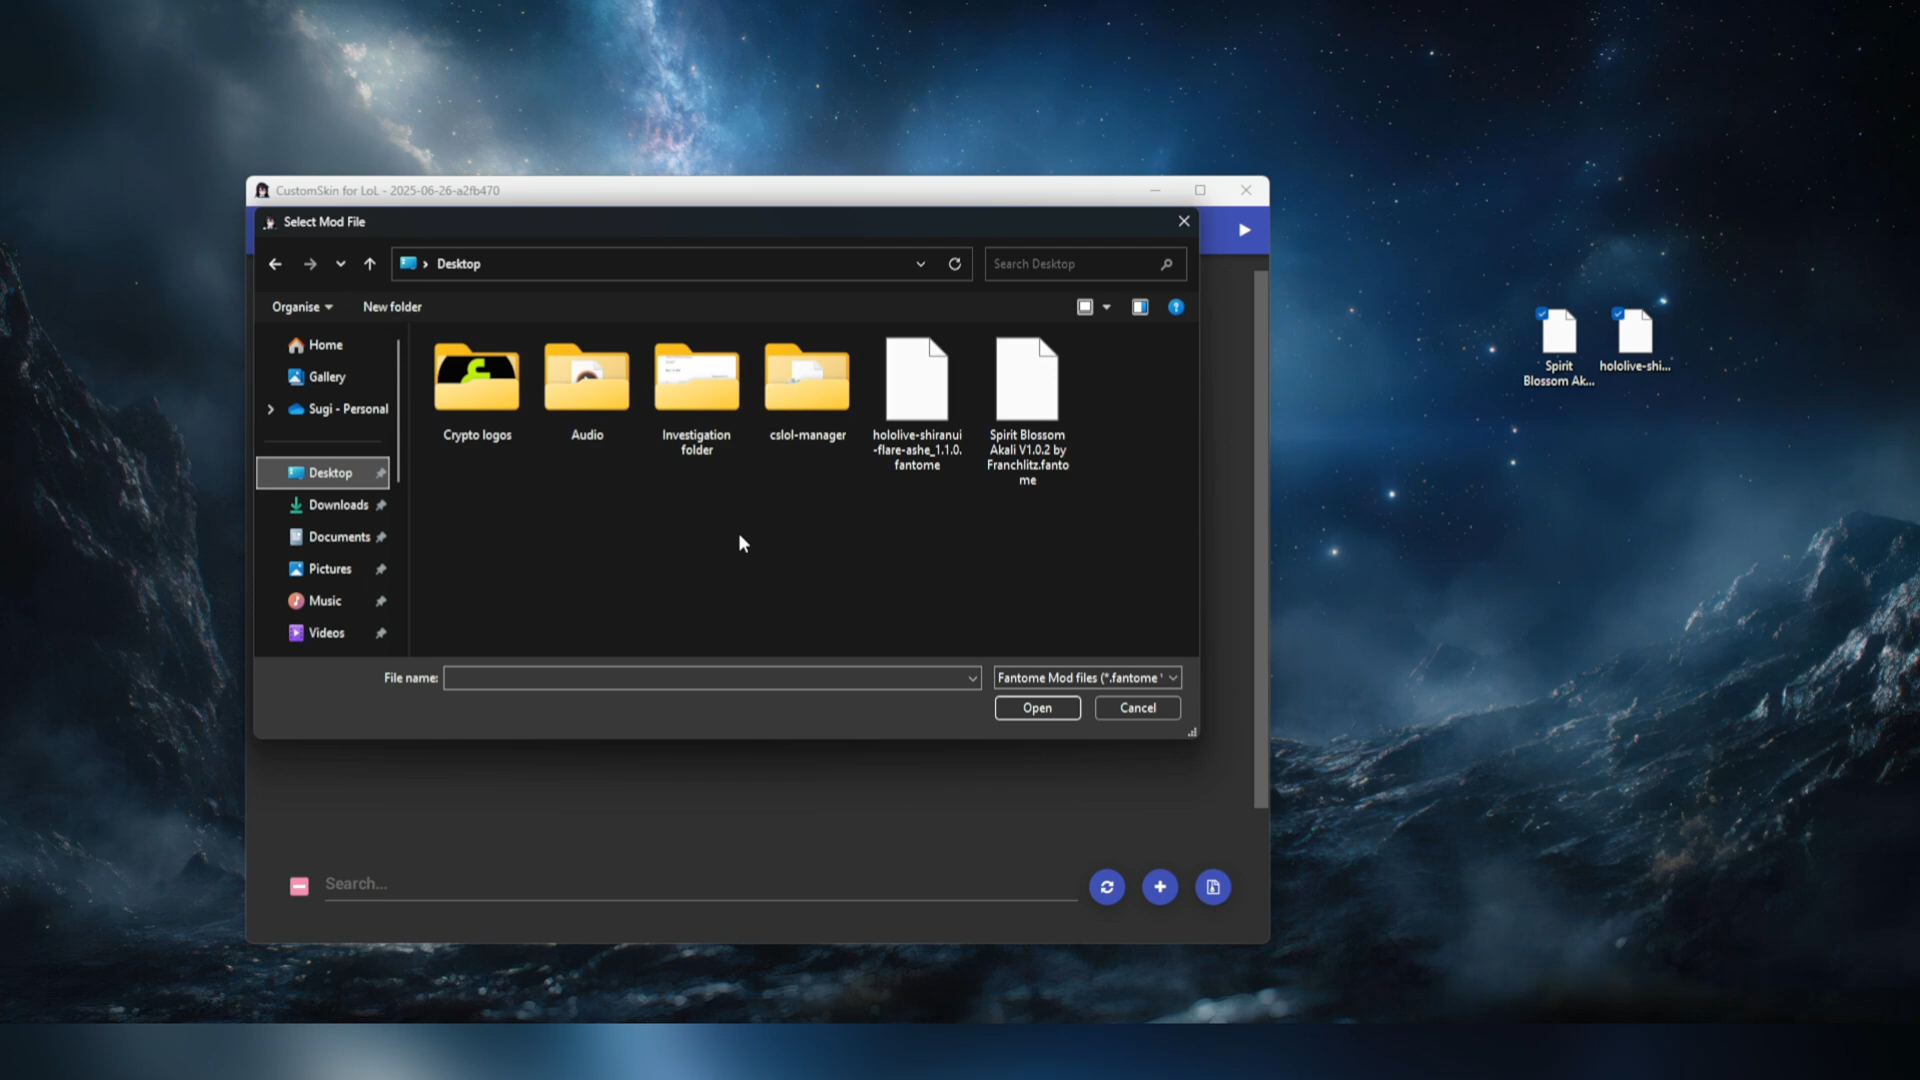 CustomSkin for LoL - 2025-06-26-a2fb470
Select Mod File
Desktop
Search Desktop
Organise
New folder
Home
Gallery
Sugi - Personal
Desktop
Downloads
Documents
Pictures
Music
Videos
Crypto logos
Audio
Investigation
folder
cslol-manager
hololive-shiranui
-flare-ashe_1.1.0.
fantome
Spirit Blossom
Akali V1.0.2 by
Franchlitz.fanto
me
File name:
Fantome Mod files (*.fantome *
Open
Cancel
Search...
Spirit
Blossom Ak...
hololive-shi...